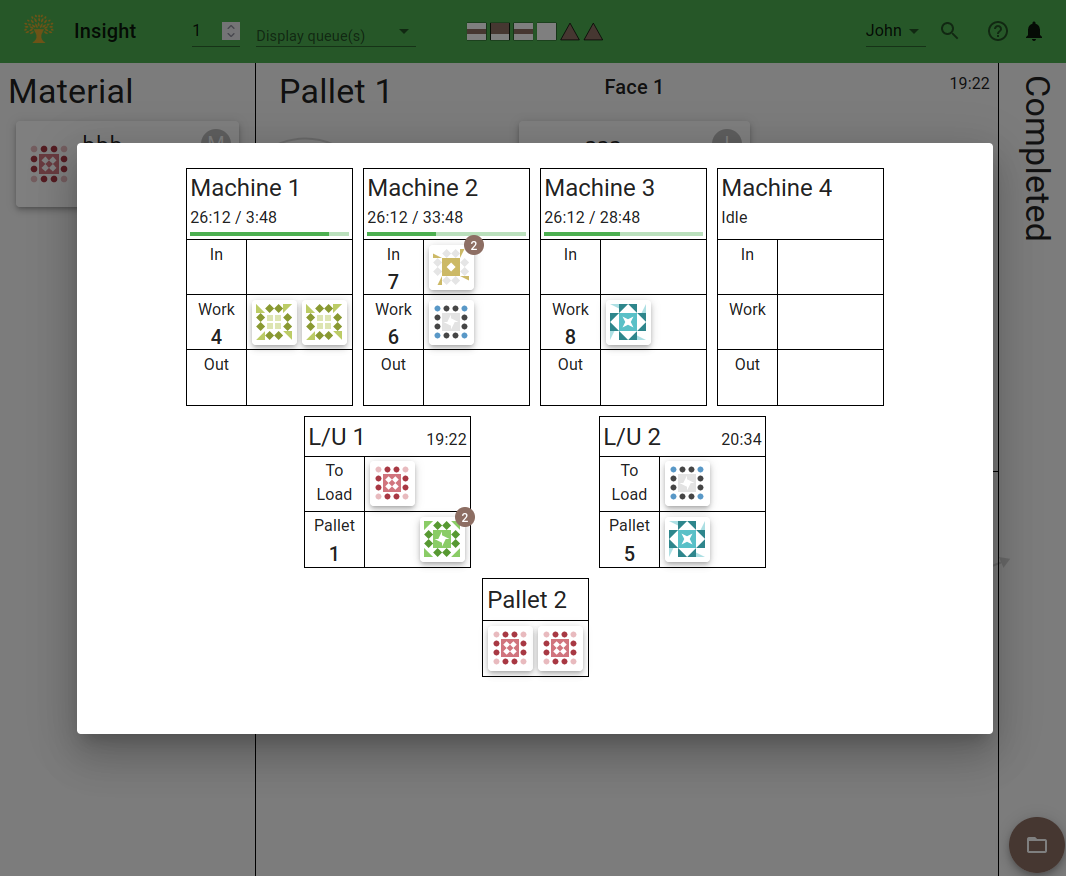 Insight
1
Display queue(s)
John
Material
Pallet 1
Face 1
19:22
Completed
Machine 1
26:12 / 3:48
In
Work
4
Out
Machine 2
26:12 / 33:48
In
7
2
Work
6
Out
Machine 3
26:12 / 28:48
In
Work
8
Out
Machine 4
Idle
In
Work
Out
L/U 1
19:22
To
Load
Pallet
1
2
L/U 2
20:34
To
Load
Pallet
5
Pallet 2